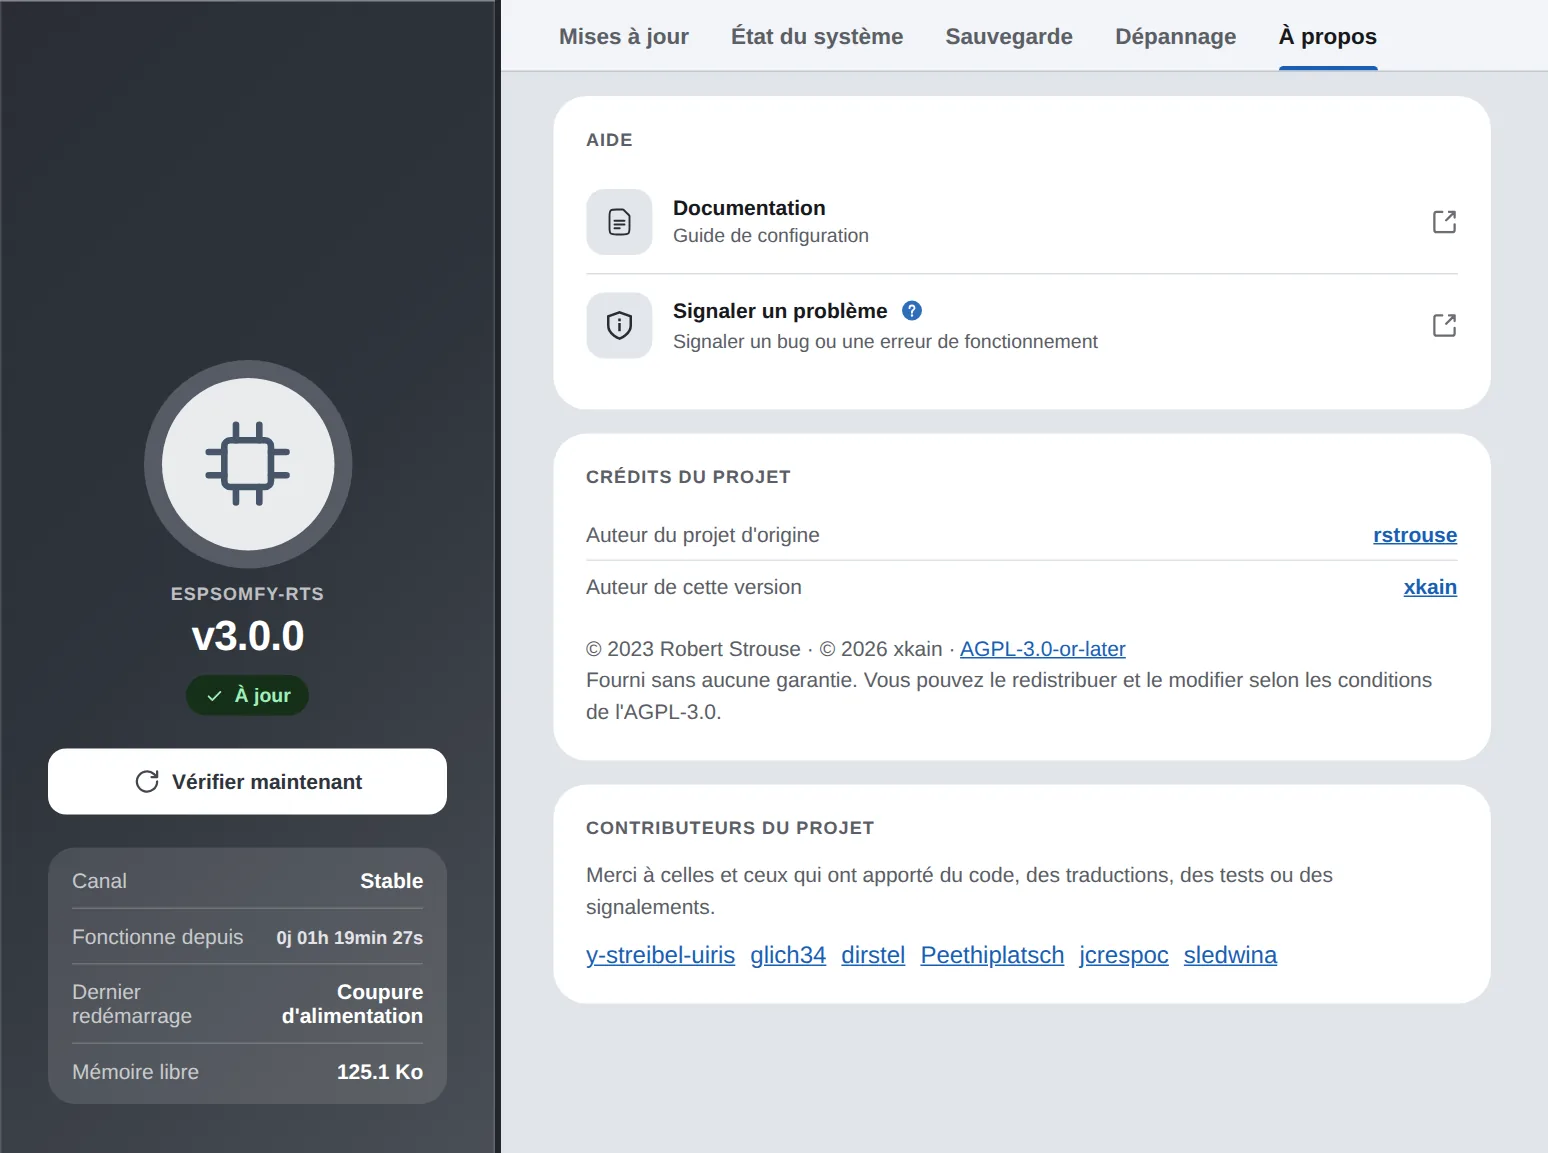 Mises à jour
État du système
Sauvegarde
Dépannage
À propos
ESPSOMFY-RTS
v3.0.0
À jour
Vérifier maintenant
Canal Stable
Fonctionne depuis 0j 01h 19min 27s
Dernier redémarrage Coupure d'alimentation
Mémoire libre 125.1 Ko
AIDE
Documentation
Guide de configuration
Signaler un problème ?
Signaler un bug ou une erreur de fonctionnement
CRÉDITS DU PROJET
Auteur du projet d'origine rstrouse
Auteur de cette version xkain
© 2023 Robert Strouse · © 2026 xkain · AGPL-3.0-or-later
Fourni sans aucune garantie. Vous pouvez le redistribuer et le modifier selon les conditions
de l'AGPL-3.0.
CONTRIBUTEURS DU PROJET
Merci à celles et ceux qui ont apporté du code, des traductions, des tests ou des
signalements.
y-streibel-uiris glich34 dirstel Peethiplatsch jcrespoc sledwina